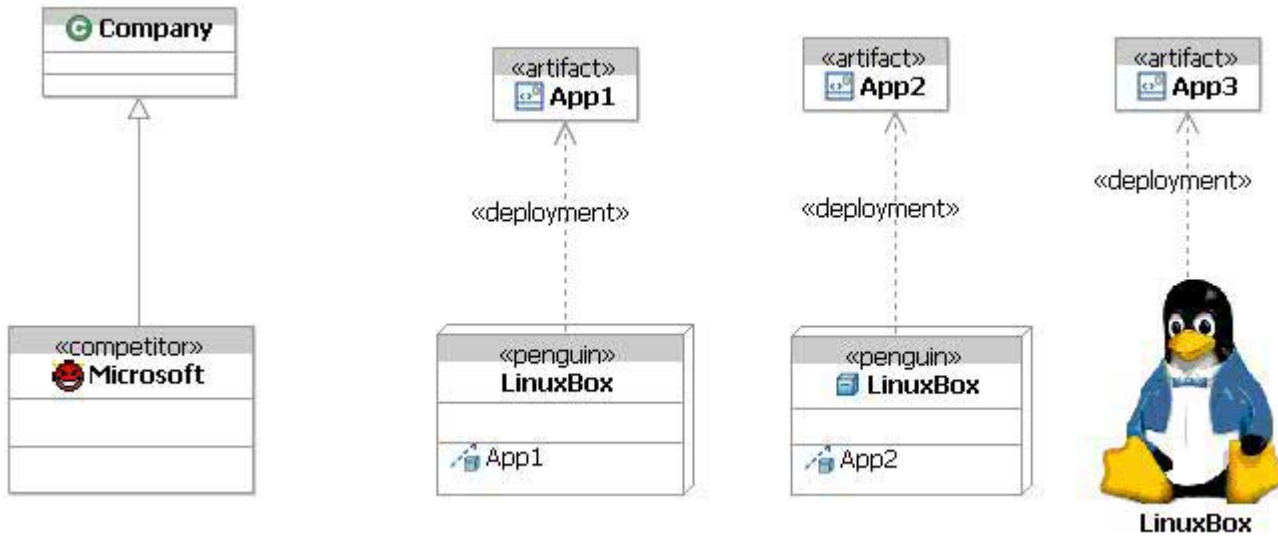 Company
«artifact»
App1
«artifact»
App2
«artifact»
App3
«deployment»
«deployment»
«deployment»
«competitor»
Microsoft
«penguin»
LinuxBox
App1
«penguin»
LinuxBox
App2
LinuxBox